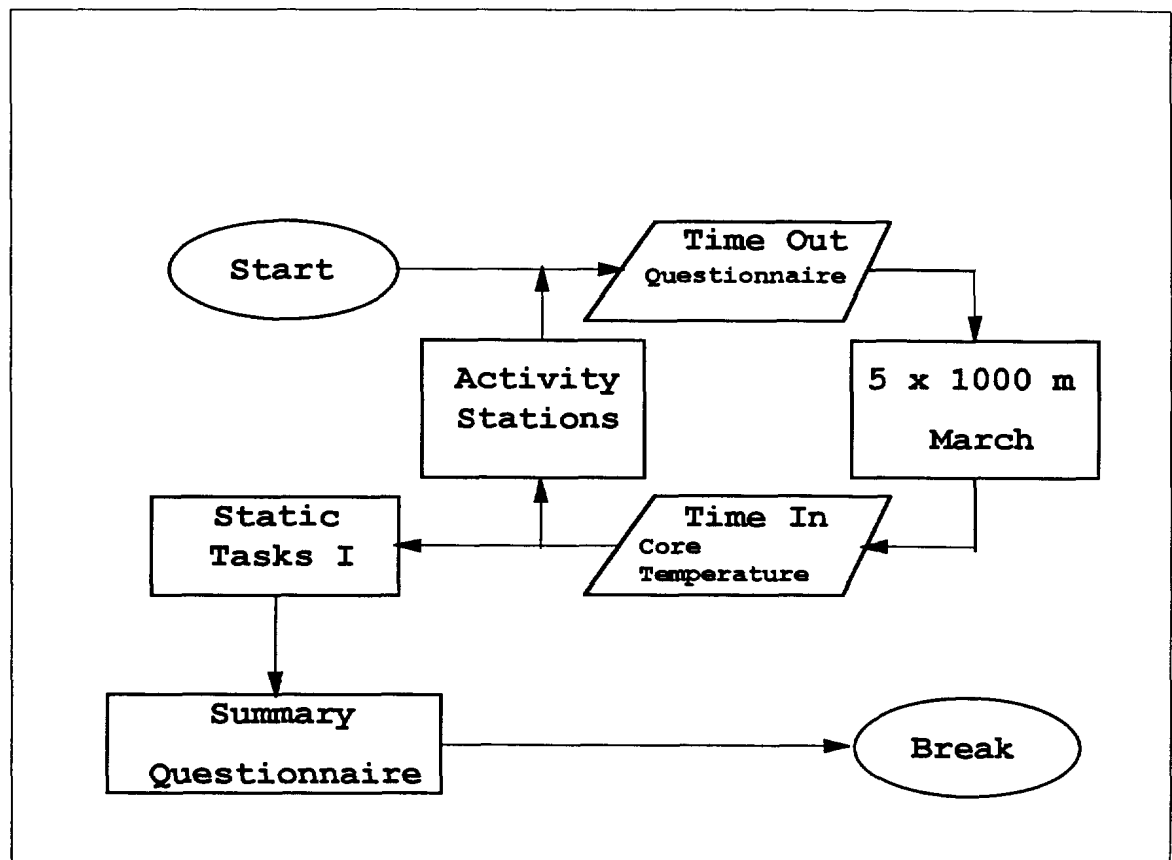 Start
Time Out
Questionnaire
Activity
Stations
5 x 1000 m
March
Static
Tasks I
Time In
Core
Temperature
Summary
Questionnaire
Break